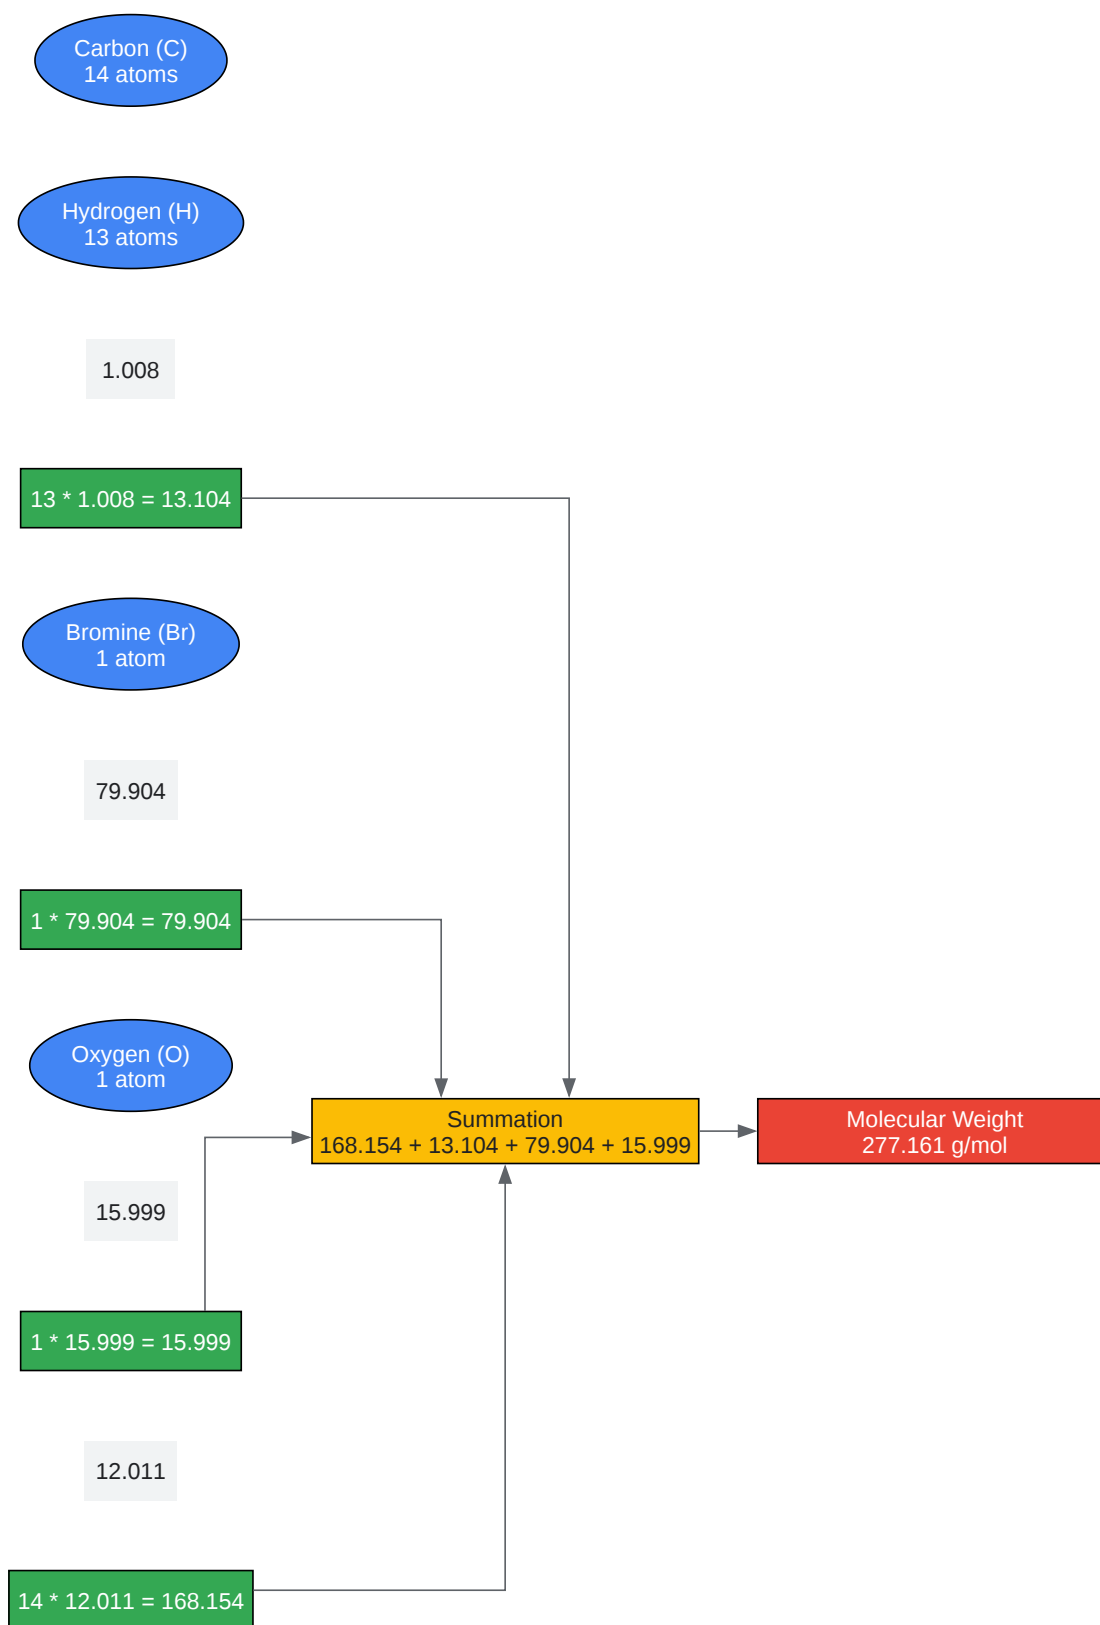 Carbon (C)
14 atoms
Hydrogen (H)
13 atoms
1.008
13 * 1.008 = 13.104
Bromine (Br)
1 atom
79.904
1 * 79.904 = 79.904
Oxygen (O)
1 atom
Summation
168.154 + 13.104 + 79.904 + 15.999
Molecular Weight
277.161 g/mol
15.999
1 * 15.999 = 15.999
12.011
14 * 12.011 = 168.154